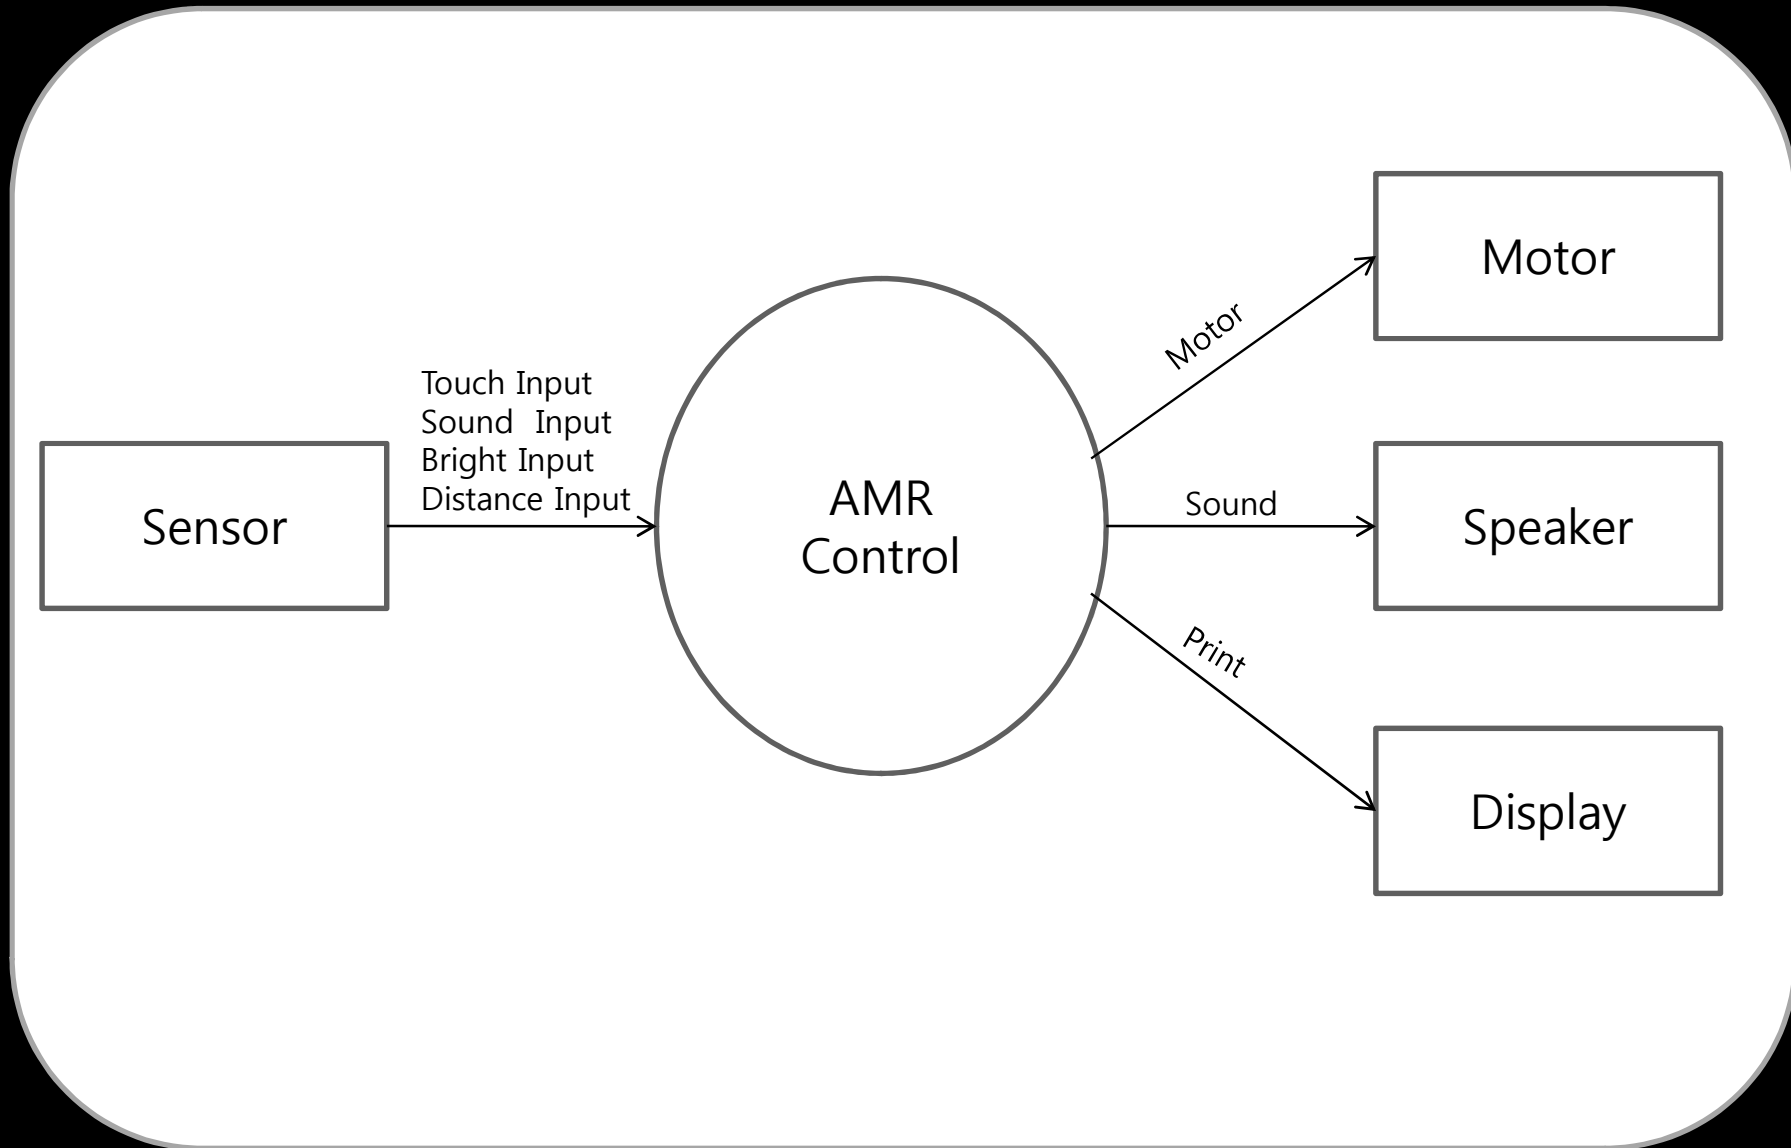 Touch Input
Sound Input
Bright Input
Distance Input
Sensor
AMR
Control
Motor
Sound
Print
Motor
Speaker
Display